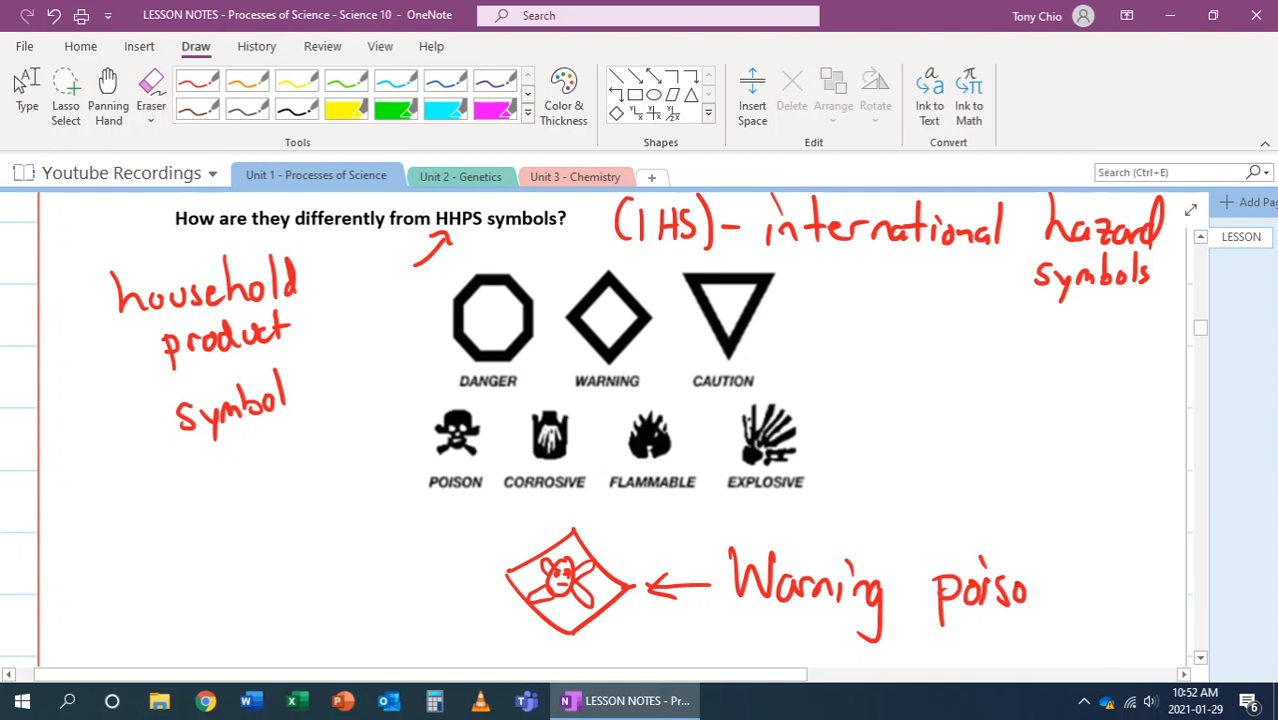 LESSON NOTES - Processes of Science - Science 10 - OneNote
Search
Tony Chio
File Home Insert Draw History Review View Help
Type
Lasso Select
Panning Hand
Eraser
Color & Thickness
Insert Space
Delete
Arrange
Rotate
Ink to Text
Ink to Math
Tools
Shapes
Edit
Convert
Youtube Recordings
Unit 1 - Processes of Science
Unit 2 - Genetics
Unit 3 - Chemistry
Search (Ctrl+E)
Add Pag
LESSON
How are they differently from HHPS symbols?
(IHS) - international hazard
symbols
household
product
symbol
DANGER WARNING CAUTION
POISON CORROSIVE FLAMMABLE EXPLOSIVE
Warning poiso
LESSON NOTES - Pr...
10:52 AM
2021-01-29
6